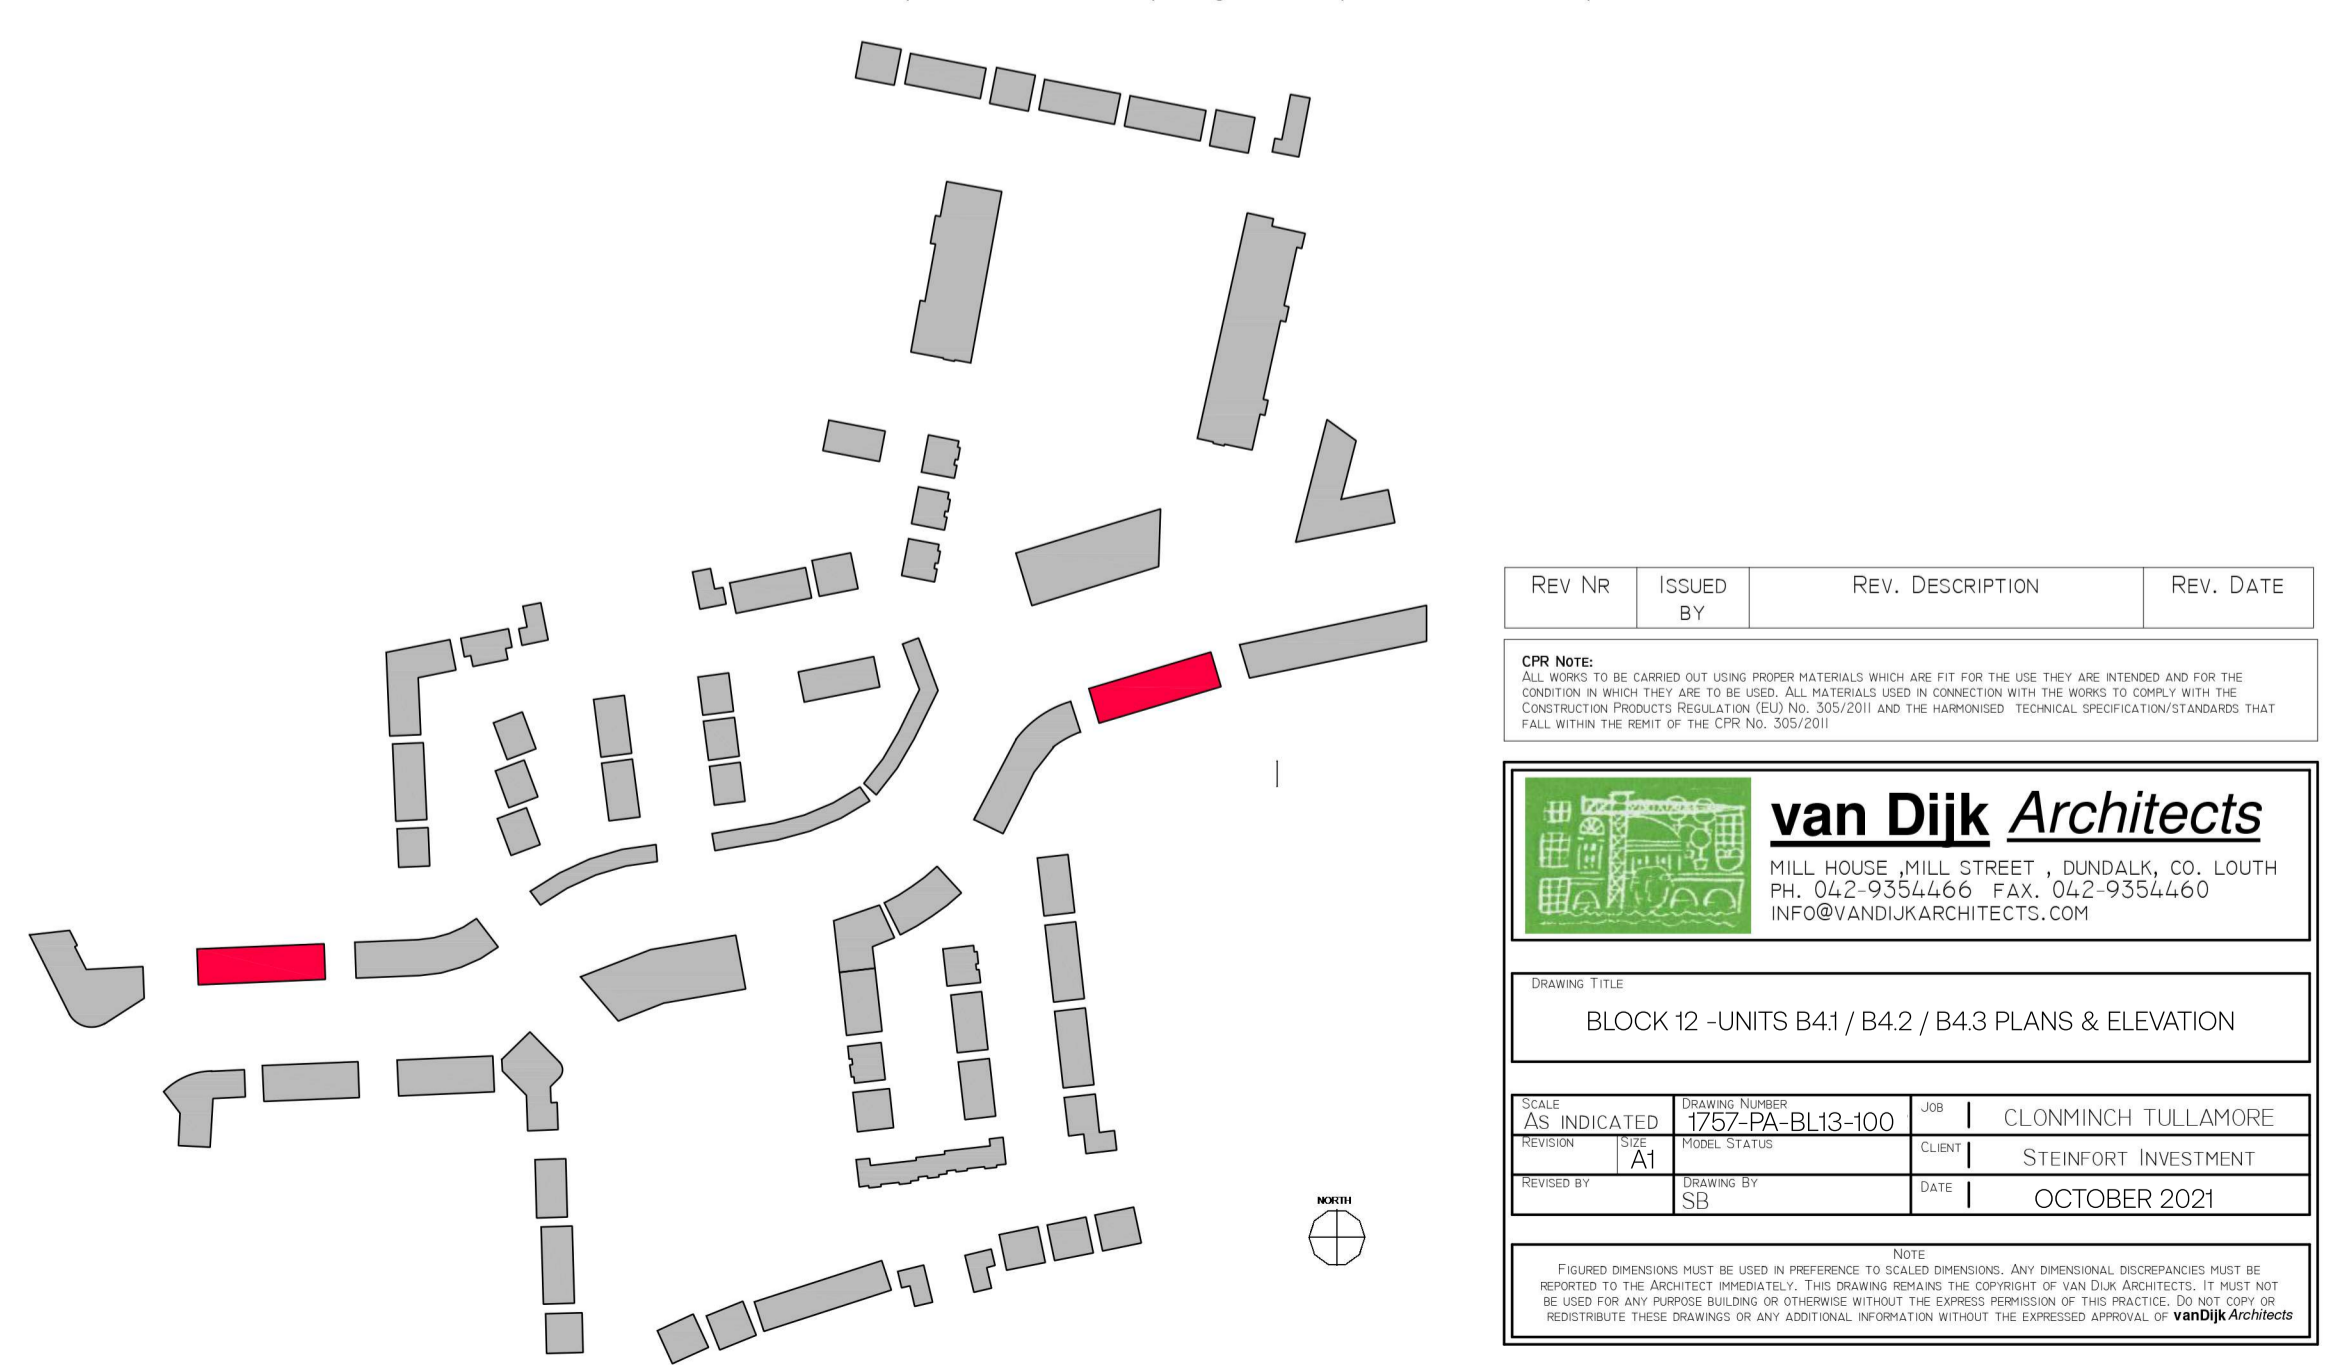 NORTH
REV NR
ISSUED
BY
REV. DESCRIPTION
REV. DATE
CPR NOTE:
ALL WORKS TO BE CARRIED OUT USING PROPER MATERIALS WHICH ARE FIT FOR THE USE THEY ARE INTENDED AND FOR THE
CONDITION IN WHICH THEY ARE TO BE USED. ALL MATERIALS USED IN CONNECTION WITH THE WORKS TO COMPLY WITH THE
CONSTRUCTION PRODUCTS REGULATION (EU) NO. 305/2011 AND THE HARMONISED TECHNICAL SPECIFICATION/STANDARDS THAT
FALL WITHIN THE REMIT OF THE CPR NO. 305/2011
van Dijk Architects
MILL HOUSE ,MILL STREET , DUNDALK, CO. LOUTH
PH. 042-9354466 FAX. 042-9354460
INFO@VANDIJKARCHITECTS.COM
DRAWING TITLE
BLOCK 12 -UNITS B4.1 / B4.2 / B4.3 PLANS & ELEVATION
SCALE
AS INDICATED
DRAWING NUMBER
1757-PA-BL13-100
JOB
CLONMINCH TULLAMORE
REVISION
SIZE
A1
MODEL STATUS
CLIENT
STEINFORT INVESTMENT
REVISED BY
DRAWING BY
SB
DATE
OCTOBER 2021
NOTE
FIGURED DIMENSIONS MUST BE USED IN PREFERENCE TO SCALED DIMENSIONS. ANY DIMENSIONAL DISCREPANCIES MUST BE
REPORTED TO THE ARCHITECT IMMEDIATELY. THIS DRAWING REMAINS THE COPYRIGHT OF VAN DIJK ARCHITECTS. IT MUST NOT
BE USED FOR ANY PURPOSE BUILDING OR OTHERWISE WITHOUT THE EXPRESS PERMISSION OF THIS PRACTICE. DO NOT COPY OR
REDISTRIBUTE THESE DRAWINGS OR ANY ADDITIONAL INFORMATION WITHOUT THE EXPRESSED APPROVAL OF vanDijk Architects